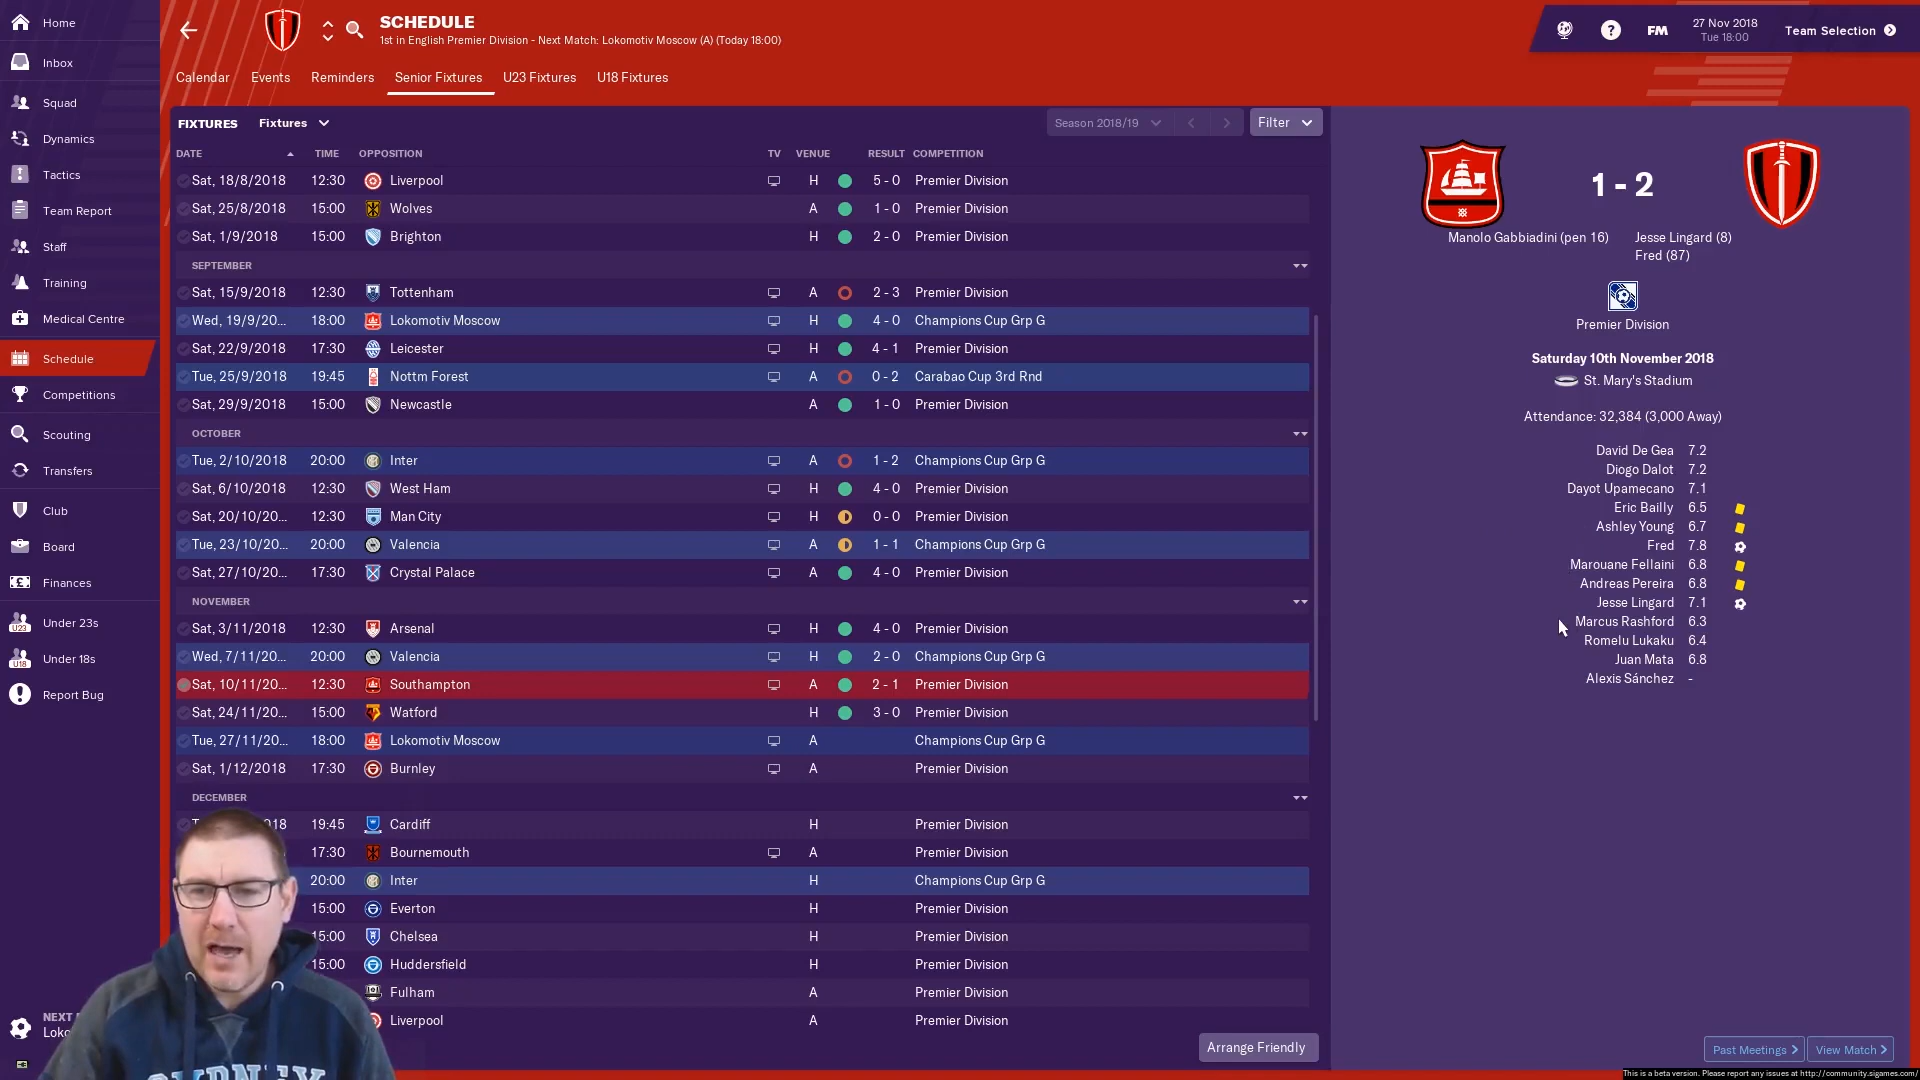 Home
Inbox
Squad
Dynamics
Tactics
Team Report
Staff
Training
Medical Centre
Schedule
Competitions
Scouting
Transfers
Club
Board
Finances
U23 Under 23s
U18 Under 18s
Report Bug
SCHEDULE
1st in English Premier Division - Next Match: Lokomotiv Moscow (A) (Today 18:00)
FM
27 Nov 2018
Tue 18:00
Team Selection
Calendar Events Reminders Senior Fixtures U23 Fixtures U18 Fixtures
FIXTURES Fixtures Season 2018/19 Filter
DATE TIME OPPOSITION TV VENUE RESULT COMPETITION
Sat, 18/8/2018 12:30 Liverpool H 5 - 0 Premier Division
Sat, 25/8/2018 15:00 Wolves A 1 - 0 Premier Division
Sat, 1/9/2018 15:00 Brighton H 2 - 0 Premier Division
SEPTEMBER
Sat, 15/9/2018 12:30 Tottenham A 2 - 3 Premier Division
Wed, 19/9/20... 18:00 Lokomotiv Moscow H 4 - 0 Champions Cup Grp G
Sat, 22/9/2018 17:30 Leicester H 4 - 1 Premier Division
Tue, 25/9/2018 19:45 Nottm Forest A 0 - 2 Carabao Cup 3rd Rnd
Sat, 29/9/2018 15:00 Newcastle A 1 - 0 Premier Division
OCTOBER
Tue, 2/10/2018 20:00 Inter A 1 - 2 Champions Cup Grp G
Sat, 6/10/2018 12:30 West Ham H 4 - 0 Premier Division
Sat, 20/10/20... 12:30 Man City H 0 - 0 Premier Division
Tue, 23/10/20... 20:00 Valencia A 1 - 1 Champions Cup Grp G
Sat, 27/10/20... 17:30 Crystal Palace A 4 - 0 Premier Division
NOVEMBER
Sat, 3/11/2018 12:30 Arsenal H 4 - 0 Premier Division
Wed, 7/11/20... 20:00 Valencia H 2 - 0 Champions Cup Grp G
Sat, 10/11/20... 12:30 Southampton A 2 - 1 Premier Division
Sat, 24/11/20... 15:00 Watford H 3 - 0 Premier Division
Tue, 27/11/20... 18:00 Lokomotiv Moscow A Champions Cup Grp G
Sat, 1/12/2018 17:30 Burnley A Premier Division
DECEMBER
19:45 Cardiff H Premier Division
17:30 Bournemouth A Premier Division
20:00 Inter H Champions Cup Grp G
15:00 Everton H Premier Division
15:00 Chelsea H Premier Division
15:00 Huddersfield H Premier Division
Fulham A Premier Division
Liverpool A Premier Division
Arrange Friendly
1 - 2
Manolo Gabbiadini (pen 16) Jesse Lingard (8)
Fred (87)
Premier Division
Saturday 10th November 2018
St. Mary's Stadium
Attendance: 32,384 (3,000 Away)
David De Gea 7.2
Diogo Dalot 7.2
Dayot Upamecano 7.1
Eric Bailly 6.5
Ashley Young 6.7
Fred 7.8
Marouane Fellaini 6.8
Andreas Pereira 6.8
Jesse Lingard 7.1
Marcus Rashford 6.3
Romelu Lukaku 6.4
Juan Mata 6.8
Alexis Sánchez -
Past Meetings View Match
This is a beta version. Please report any issues at http://community.sigames.com/